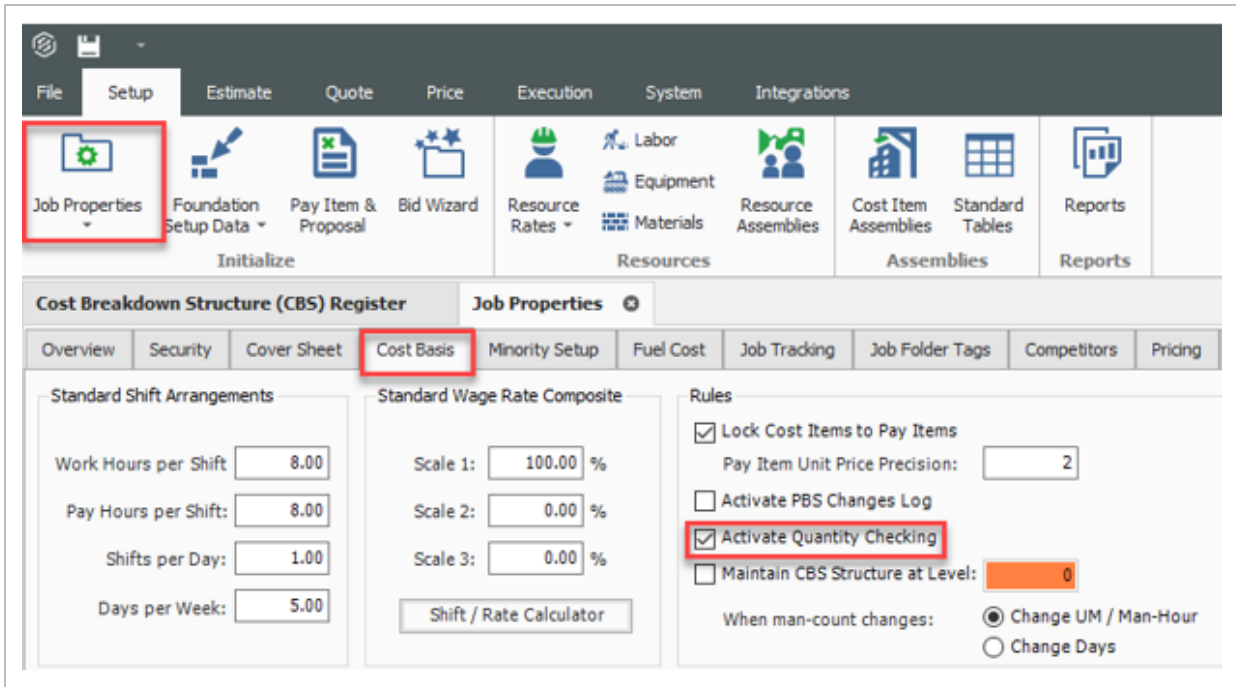 File Setup Estimate Quote Price Execution System Integrations
Job Properties
Foundation Setup Data
Pay Item & Proposal
Bid Wizard
Initialize
Resource Rates
Labor
Equipment
Materials
Resource Assemblies
Resources
Cost Item Assemblies
Standard Tables
Assemblies
Reports
Reports
Cost Breakdown Structure (CBS) Register Job Properties
Overview Security Cover Sheet Cost Basis Minority Setup Fuel Cost Job Tracking Job Folder Tags Competitors Pricing
Standard Shift Arrangements
Work Hours per Shift 8.00
Pay Hours per Shift: 8.00
Shifts per Day: 1.00
Days per Week: 5.00
Standard Wage Rate Composite
Scale 1: 100.00 %
Scale 2: 0.00 %
Scale 3: 0.00 %
Shift / Rate Calculator
Rules
Lock Cost Items to Pay Items
Pay Item Unit Price Precision: 2
Activate PBS Changes Log
Activate Quantity Checking
Maintain CBS Structure at Level: 0
When man-count changes: Change UM / Man-Hour
Change Days